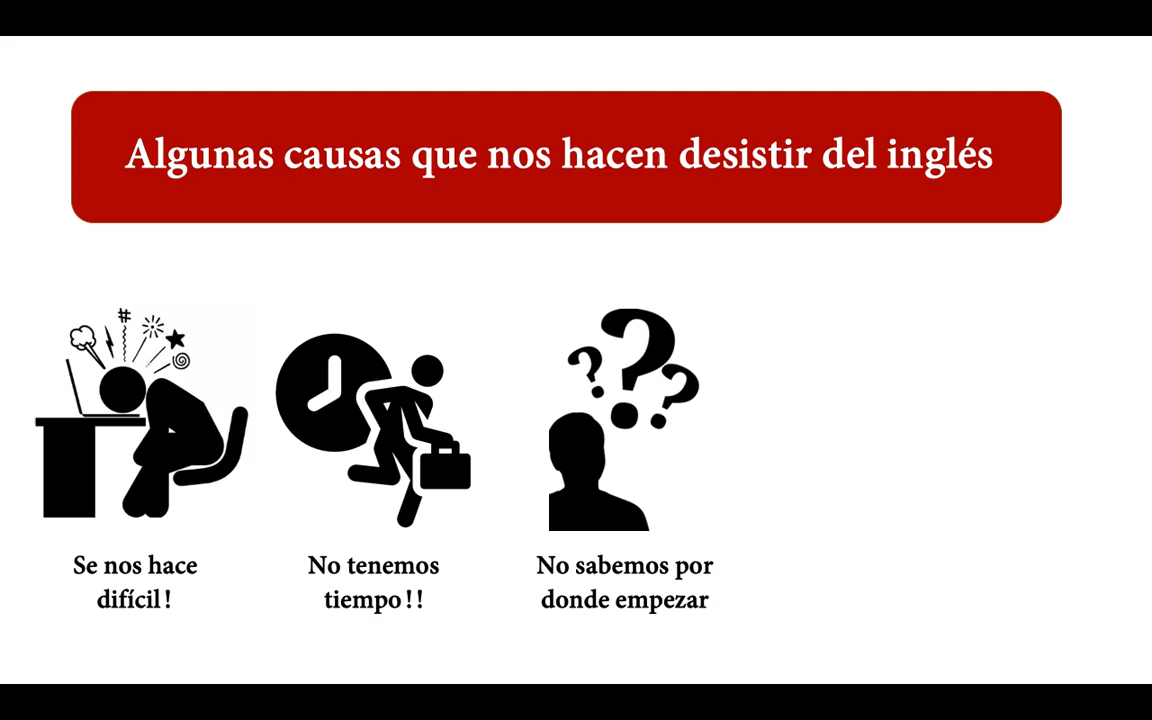 Algunas causas que nos hacen desistir del inglés
Se nos hace
difícil!
No tenemos
tiempo!!
No sabemos por
donde empezar